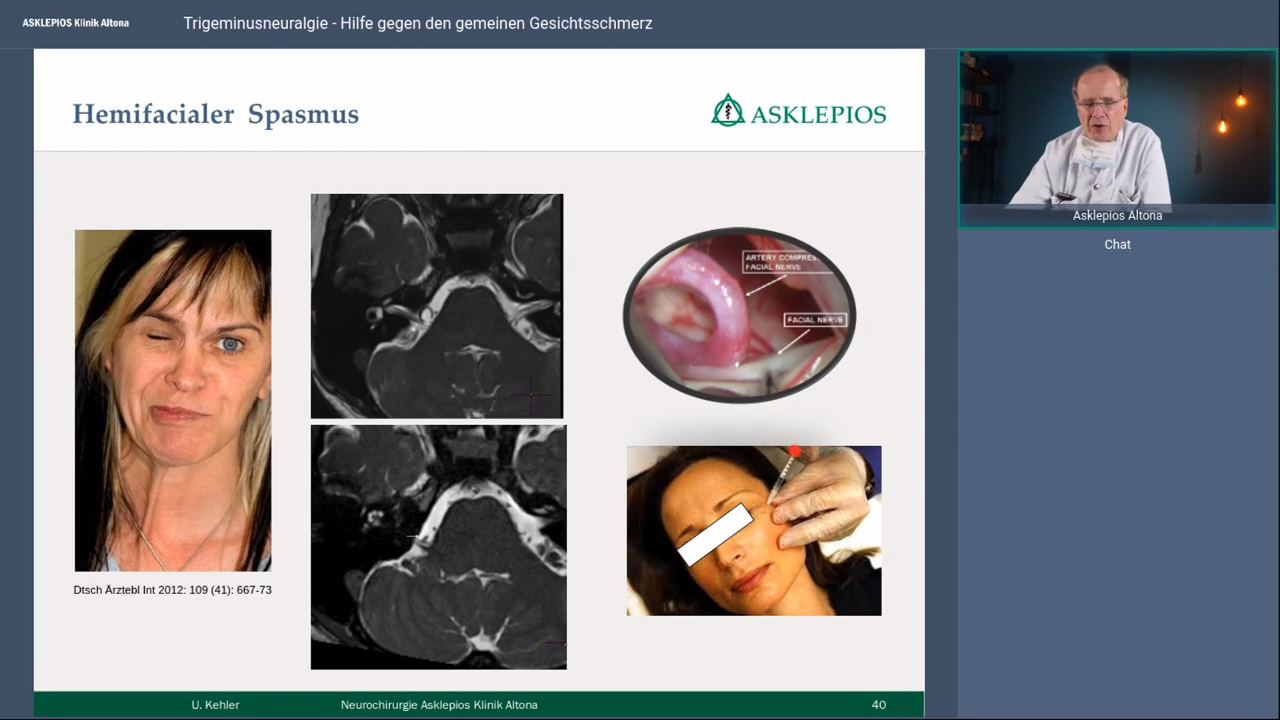 ASKLEPIOS Klinik Altona
Trigeminusneuralgie - Hilfe gegen den gemeinen Gesichtsschmerz
Hemifacialer Spasmus
ASKLEPIOS
ARTERY COMPRES
FACIAL NERVE
FACIAL NERVE
Dtsch Ärztebl Int 2012: 109 (41): 667-73
U. Kehler
Neurochirurgie Asklepios Klinik Altona
40
Asklepios Altona
Chat